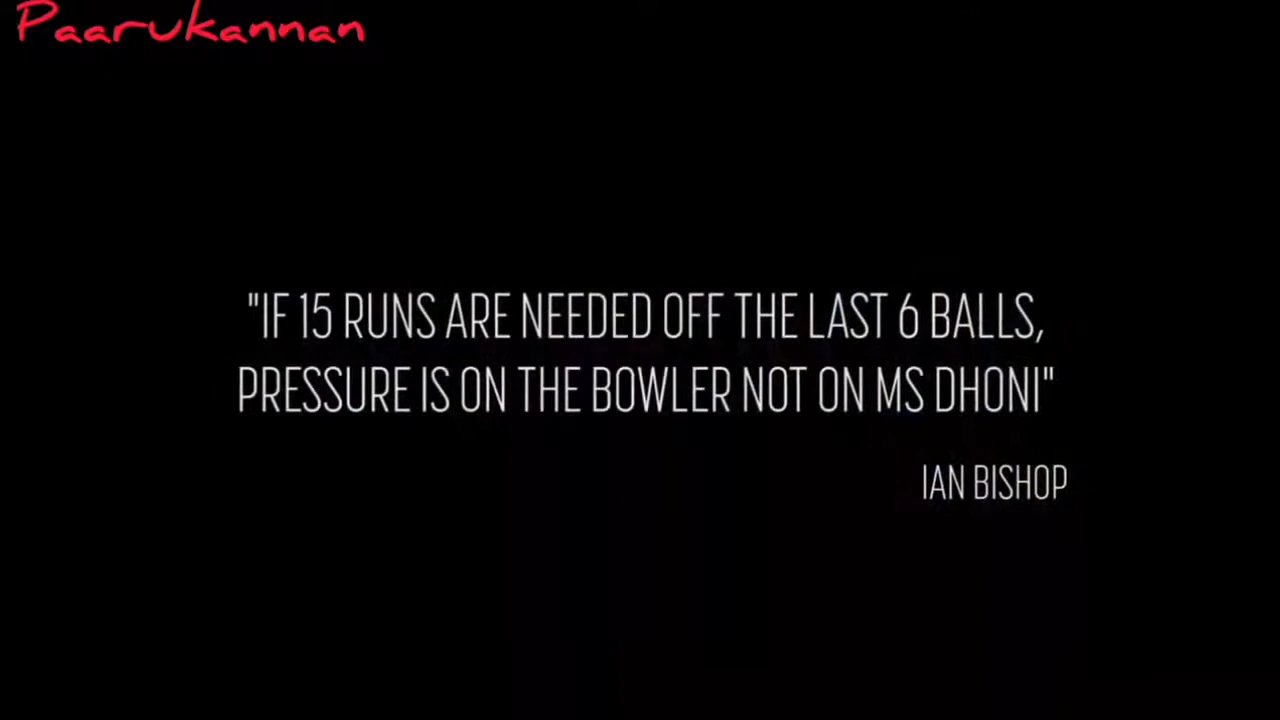 Paarukannan
"IF 15 RUNS ARE NEEDED OFF THE LAST 6 BALLS,
PRESSURE IS ON THE BOWLER NOT ON MS DHONI"
IAN BISHOP